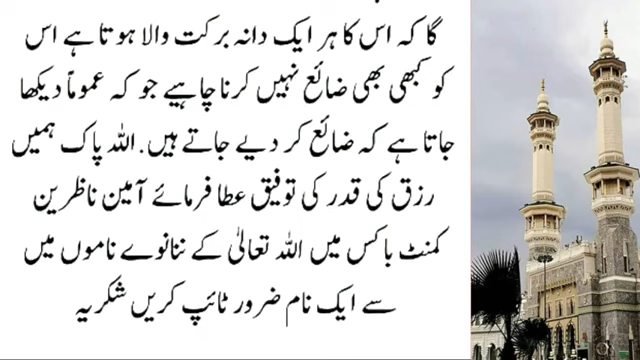 گا کہ اس کا ہر ایک دانہ برکت والا ہوتا ہے اس
کو کبھی بھی ضائع نہیں کرنا چاہیے جو کہ عموماً دیکھا
جاتا ہے کہ ضائع کر دیے جاتے ہیں۔ اللہ پاک ہمیں
رزق کی قدر کی توفیق عطا فرمائے آمین ناظرین
کمنٹ باکس میں اللہ تعالیٰ کے ننانوے ناموں میں
سے ایک نام ضرور ٹائپ کریں شکریہ